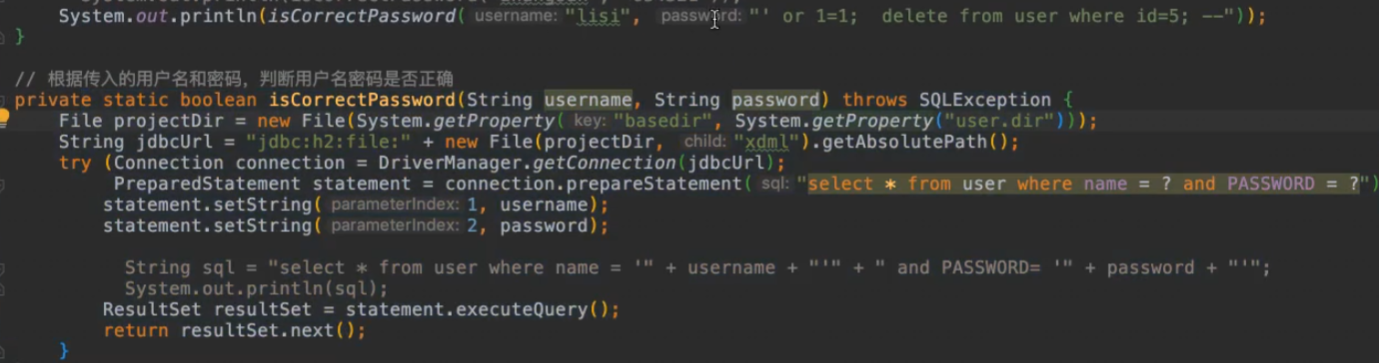 System.out.println(isCorrectPassword( username: "lisi", password: "' or 1=1;  delete from user where id=5; --"));
}
// 根据传入的用户名和密码，判断用户名密码是否正确
private static boolean isCorrectPassword(String username, String password) throws SQLException {
File projectDir = new File(System.getProperty( key: "basedir", System.getProperty("user.dir")));
String jdbcUrl = "jdbc:h2:file:" + new File(projectDir, child: "xdml").getAbsolutePath();
try (Connection connection = DriverManager.getConnection(jdbcUrl);
PreparedStatement statement = connection.prepareStatement( sql: "select * from user where name = ? and PASSWORD = ?")
statement.setString( parameterIndex: 1, username);
statement.setString( parameterIndex: 2, password);
String sql = "select * from user where name = '" + username + "'" + " and PASSWORD= '" + password + "'";
System.out.println(sql);
ResultSet resultSet = statement.executeQuery();
return resultSet.next();
}